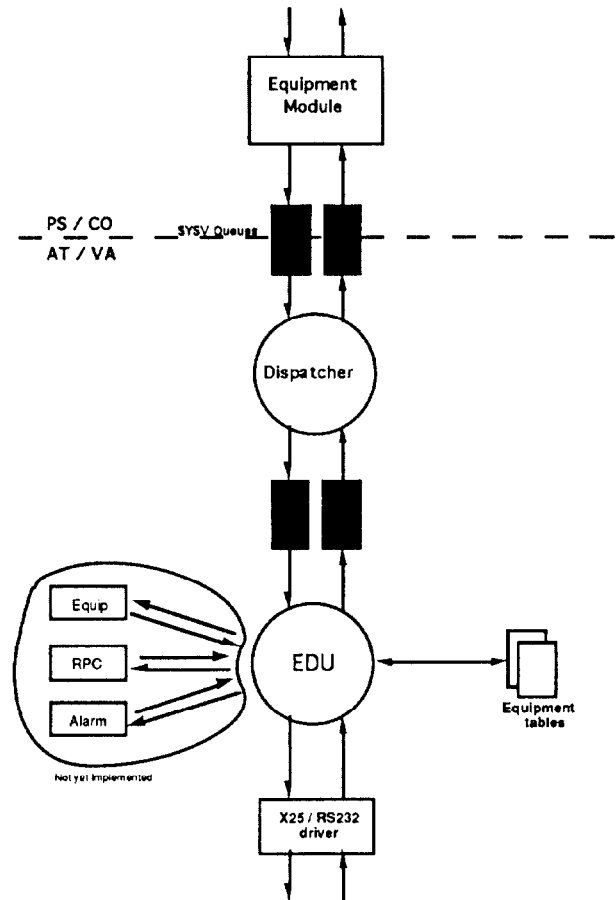 Equipment
Module
PS / CO
SYSV Queues
AT / VA
Dispatcher
Equip
RPC
Alarm
EDU
Equipment
tables
Not yet Implemented
X25 / RS232
driver